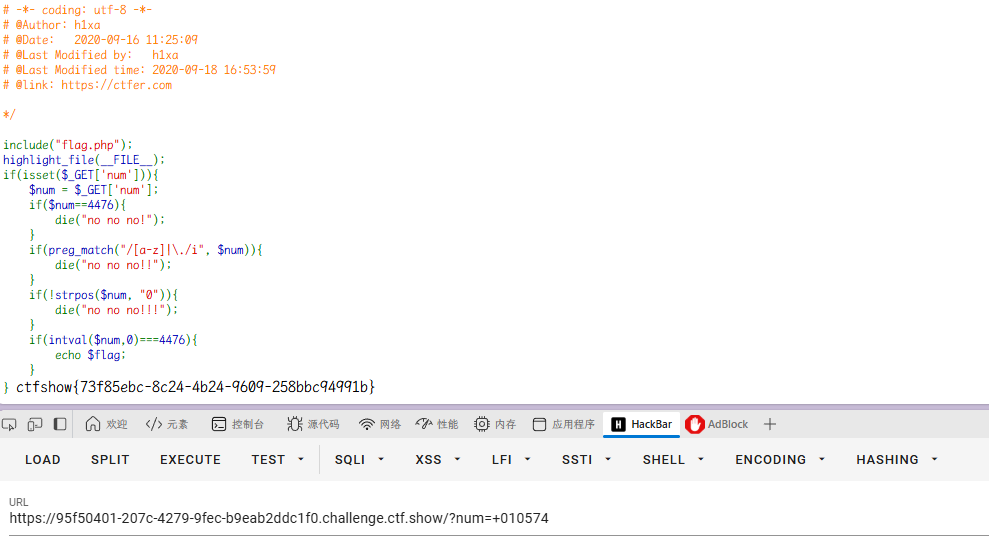 # -*- coding: utf-8 -*-
# @Author: h1xa
# @Date:   2020-09-16 11:25:09
# @Last Modified by:   h1xa
# @Last Modified time: 2020-09-18 16:53:59
# @link: https://ctfer.com
*/
include("flag.php");
highlight_file(__FILE__);
if(isset($_GET['num'])){
    $num = $_GET['num'];
    if($num==4476){
        die("no no no!");
    }
    if(preg_match("/[a-z]|\./i", $num)){
        die("no no no!!");
    }
    if(!strpos($num, "0")){
        die("no no no!!!");
    }
    if(intval($num,0)===4476){
        echo $flag;
    }
} ctfshow{73f85ebc-8c24-4b24-9609-258bbc94991b}
欢迎 </> 元素 控制台 源代码 网络 性能 内存 应用程序 H HackBar AdBlock +
LOAD SPLIT EXECUTE TEST SQLI XSS LFI SSTI SHELL ENCODING HASHING
URL
https://95f50401-207c-4279-9fec-b9eab2ddc1f0.challenge.ctf.show/?num=+010574